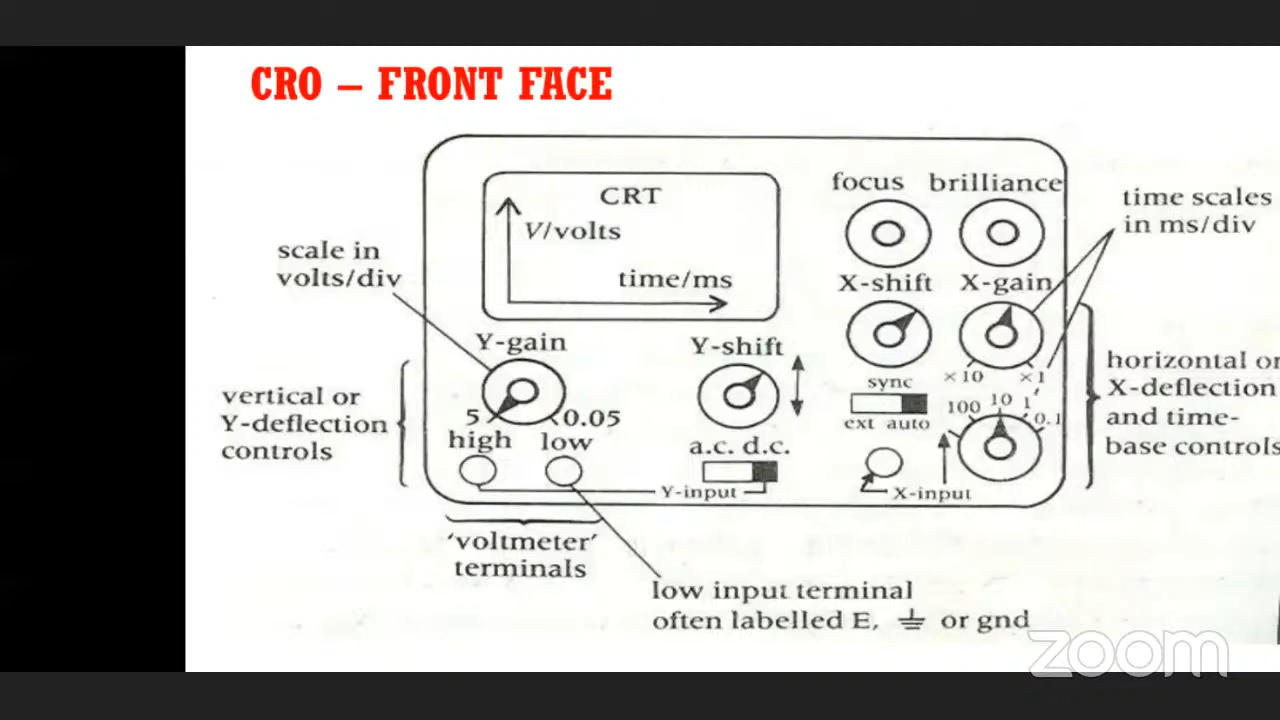 CRO – FRONT FACE
CRT
V/volts
time/ms
scale in
volts/div
focus brilliance
time scales
in ms/div
X-shift X-gain
Y-gain
Y-shift
×10 ×1
sync
ext auto
100 10 1 0.1
vertical or
Y-deflection
controls
5 0.05
high low
a.c. d.c.
Y-input
X-input
horizontal or
X-deflection
and time-
base controls
'voltmeter'
terminals
low input terminal
often labelled E, ⏚ or gnd
zoom